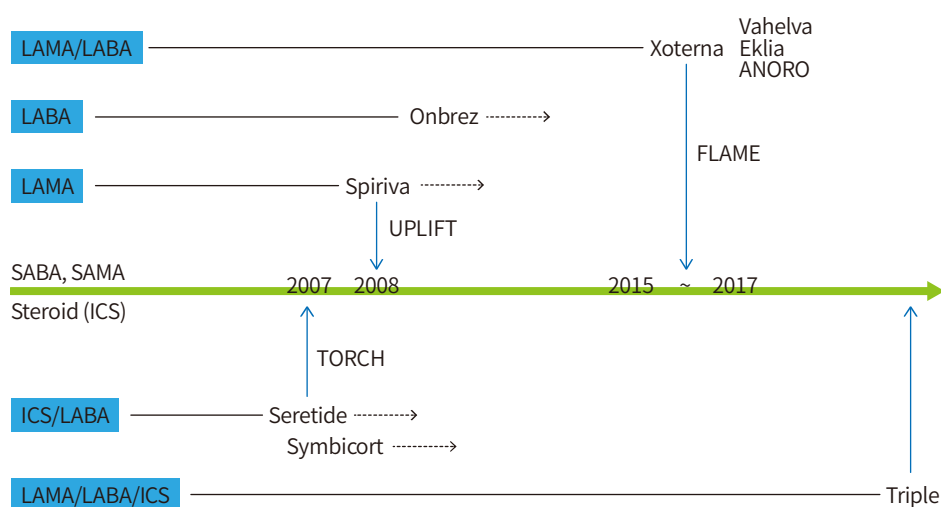 Vahelva
LAMA/LABA Xoterna Eklia
ANORO
LABA Onbrez
FLAME
LAMA Spiriva
UPLIFT
SABA, SAMA
2007 2008 2015 ~ 2017
Steroid (ICS)
TORCH
ICS/LABA Seretide
Symbicort
LAMA/LABA/ICS Triple